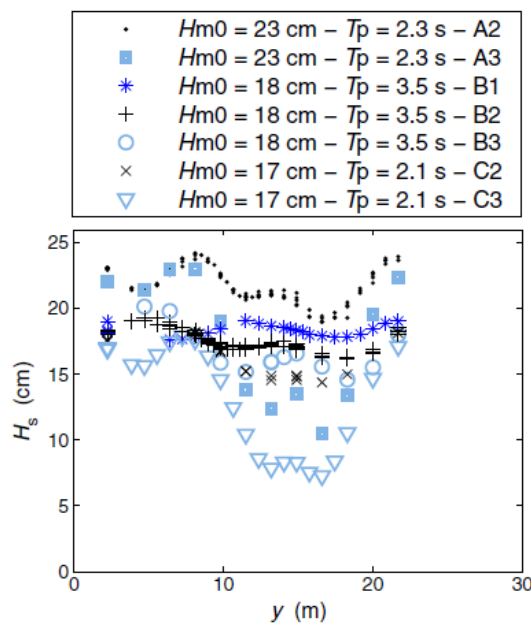 Hm0 = 23 cm – Tp = 2.3 s – A2
Hm0 = 23 cm – Tp = 2.3 s – A3
Hm0 = 18 cm – Tp = 3.5 s – B1
Hm0 = 18 cm – Tp = 3.5 s – B2
Hm0 = 18 cm – Tp = 3.5 s – B3
Hm0 = 17 cm – Tp = 2.1 s – C2
Hm0 = 17 cm – Tp = 2.1 s – C3
25
20
15
10
5
0
Hs (cm)
0 10 20 30
y (m)